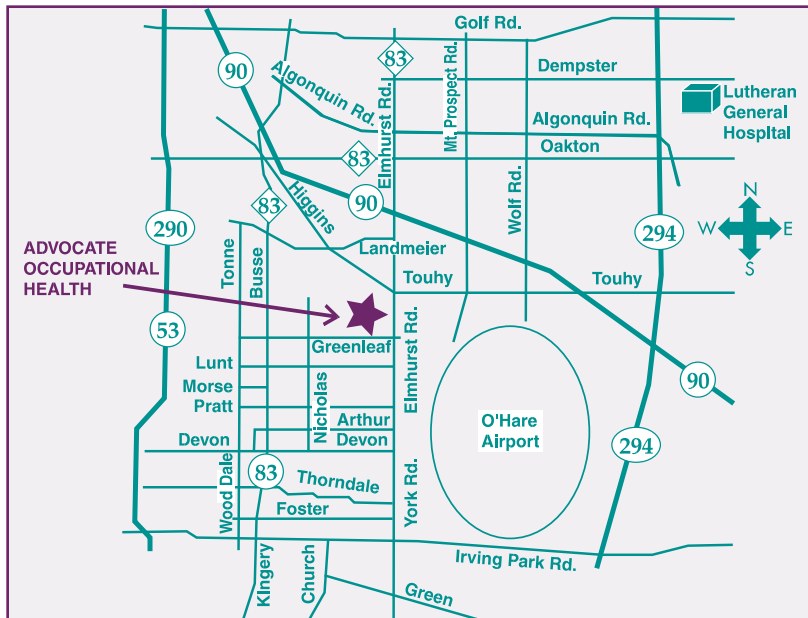 Golf Rd.
83
90
Algonquin Rd.
Elmhurst Rd.
Mt. Prospect Rd.
Dempster
Lutheran
General
Hospital
Algonquin Rd.
Oakton
83
Higgins
83
90
Wolf Rd.
290
294
N
W
E
S
ADVOCATE
OCCUPATIONAL
HEALTH
Tonne
Busse
Landmeier
Touhy
Touhy
53
Greenleaf
Elmhurst Rd.
Lunt
Morse
Pratt
Nicholas
Arthur
Devon
Devon
O'Hare
Airport
90
294
Wood Dale
83
Thorndale
York Rd.
Foster
Irving Park Rd.
KIngery
Church
Green